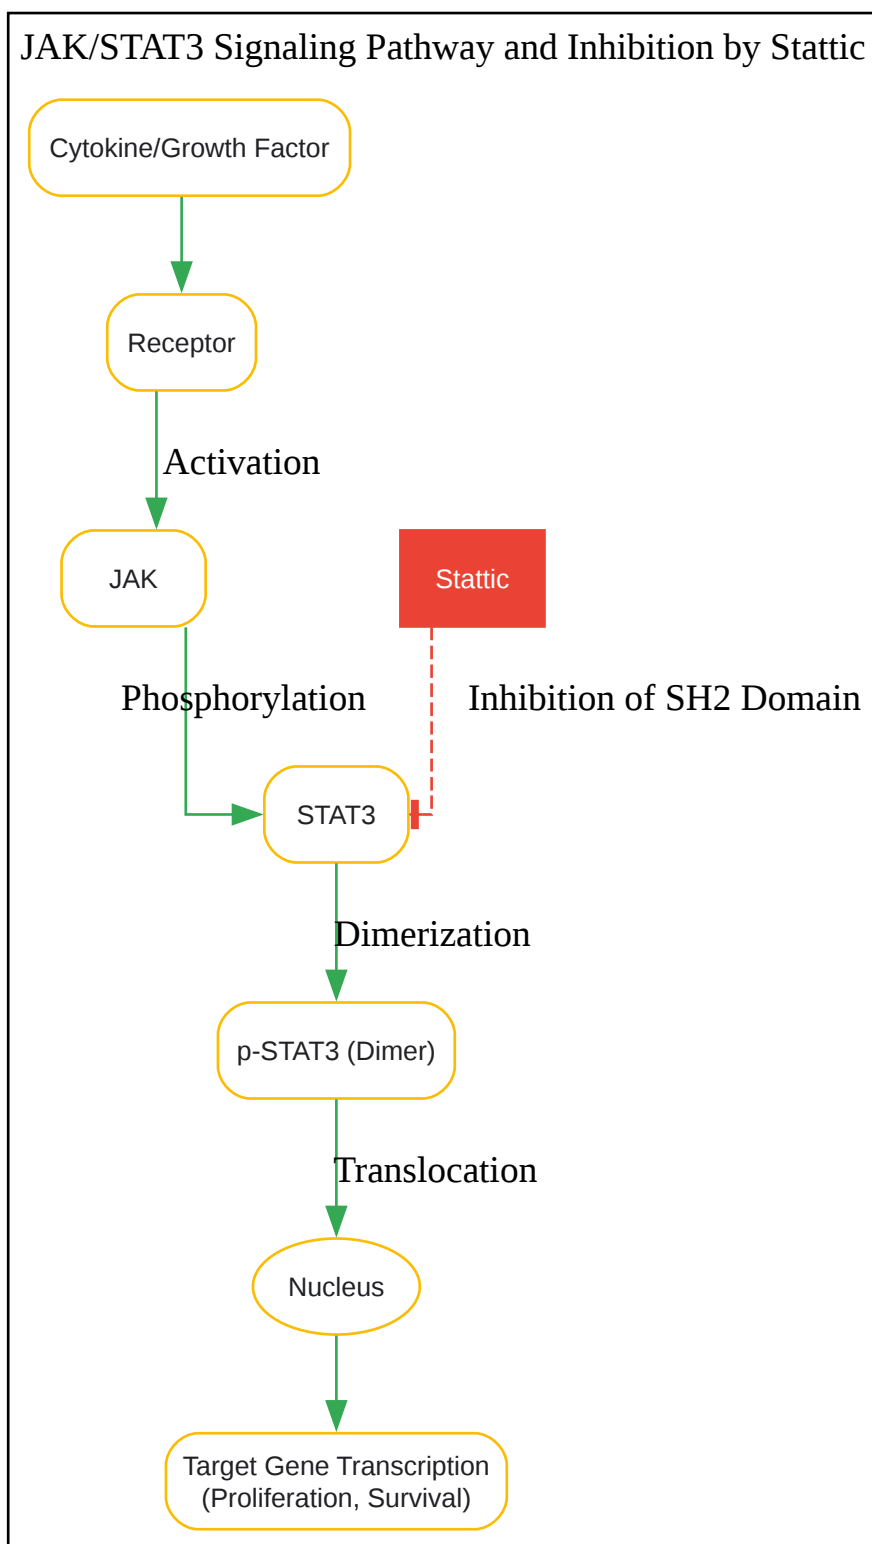 JAK/STAT3 Signaling Pathway and Inhibition by Stattic
Cytokine/Growth Factor
Receptor
Activation
JAK
Stattic
Phosphorylation
Inhibition of SH2 Domain
STAT3
Dimerization
p-STAT3 (Dimer)
Translocation
Nucleus
Target Gene Transcription
(Proliferation, Survival)